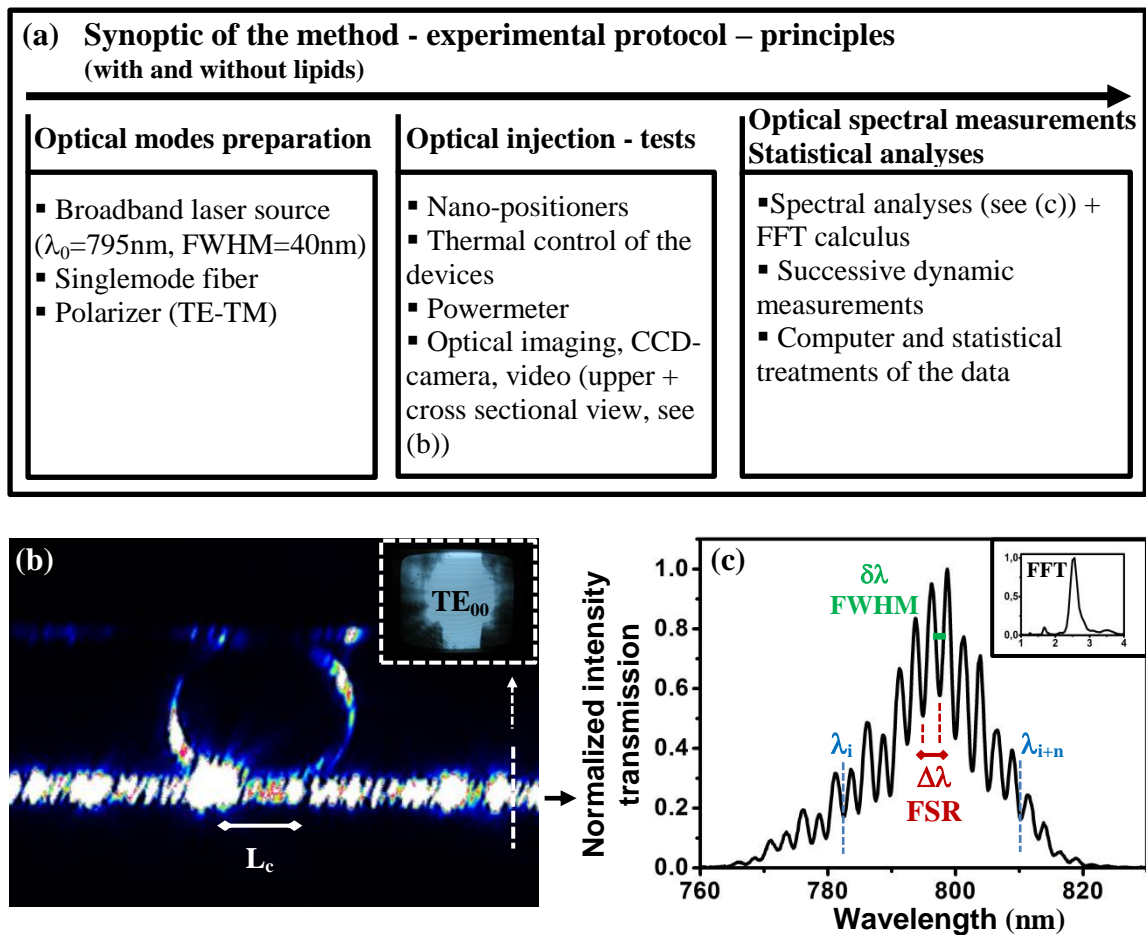 (a) Synoptic of the method - experimental protocol – principles
(with and without lipids)
Optical modes preparation
▪ Broadband laser source
(λ0=795nm, FWHM=40nm)
▪ Singlemode fiber
▪ Polarizer (TE-TM)
Optical injection - tests
▪ Nano-positioners
▪ Thermal control of the
devices
▪ Powermeter
▪ Optical imaging, CCD-
camera, video (upper +
cross sectional view, see
(b))
Optical spectral measurements
Statistical analyses
▪Spectral analyses (see (c)) +
FFT calculus
▪ Successive dynamic
measurements
▪ Computer and statistical
treatments of the data
(b)
TE00
Lc
(c)
Normalized intensity
transmission
1.0
0.8
0.6
0.4
0.2
0.0
760
780
800
820
Wavelength (nm)
δλ
FWHM
λi
λi+n
Δλ
FSR
FFT
1,0
0,5
0,0
1
2
3
4